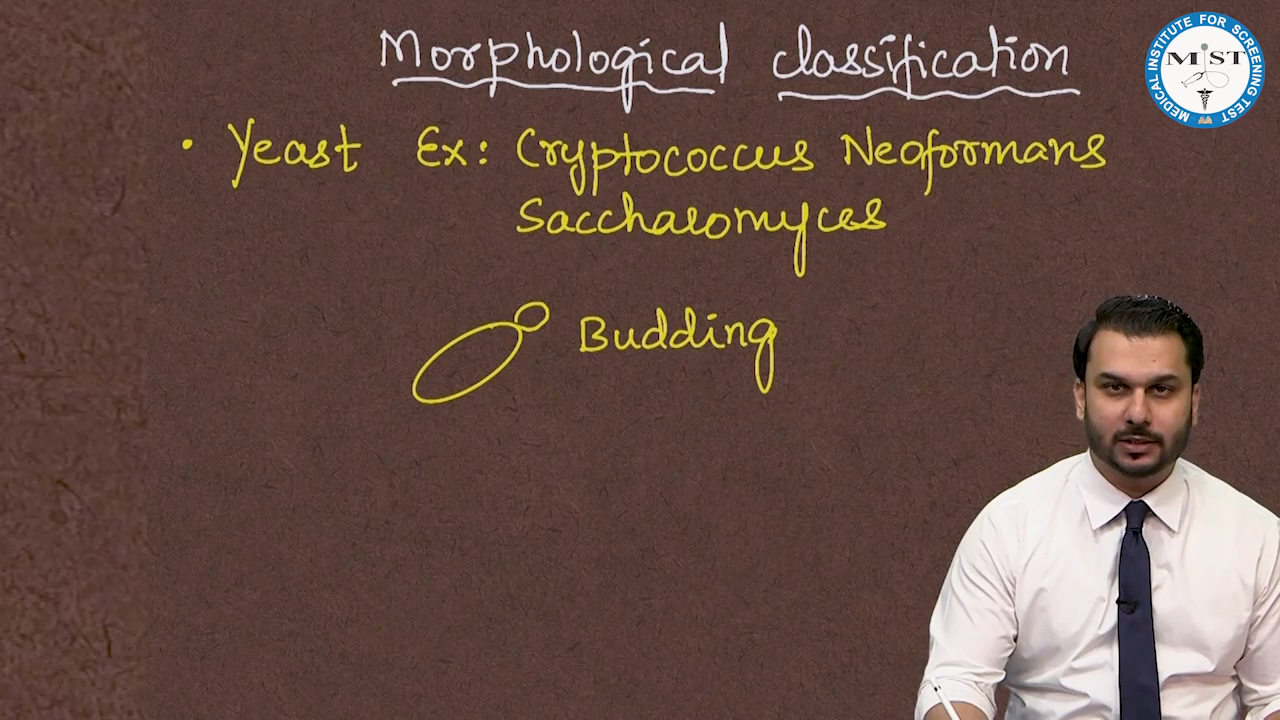 Morphological classification
• Yeast Ex: Cryptococcus Neoformans
Saccharomyces
Budding
MEDICAL INSTITUTE FOR SCREENING TEST
MIST